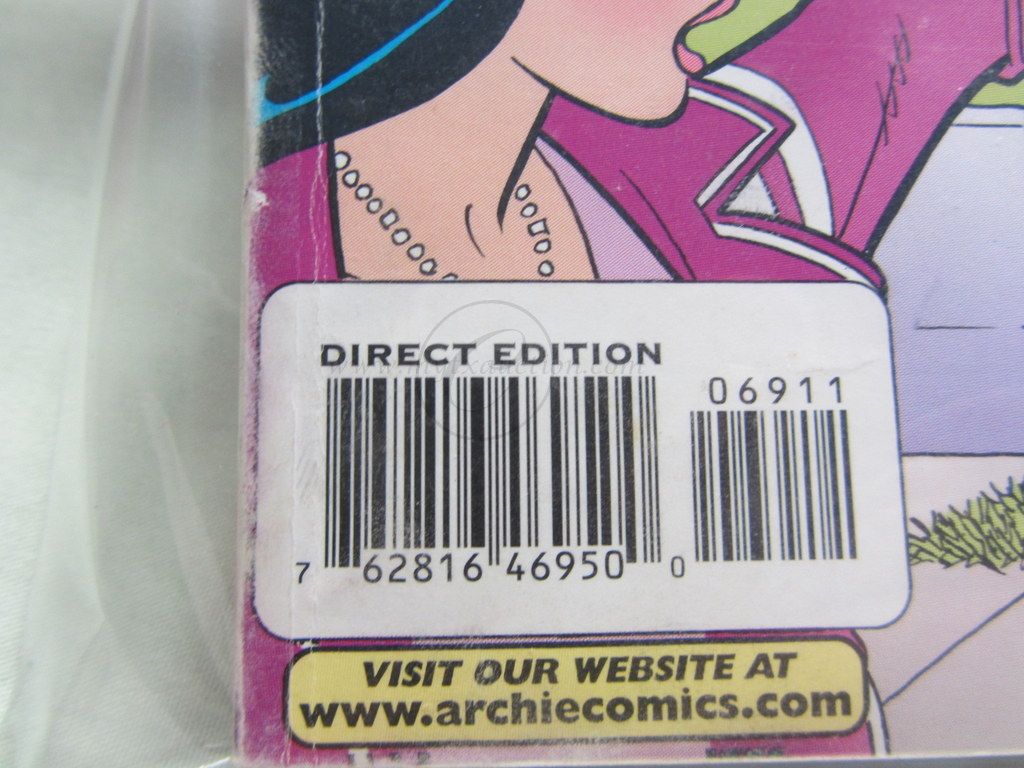 DIRECT EDITION
06911
7 62816 46950 0
VISIT OUR WEBSITE AT
www.archiecomics.com